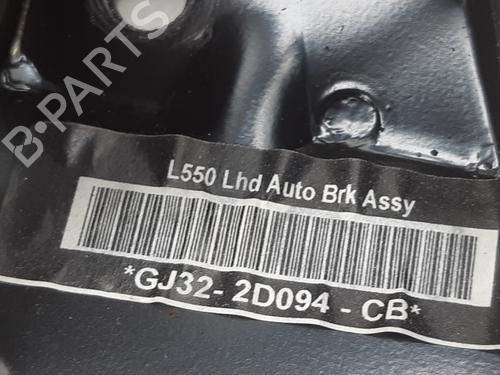 B-PARTS
L550 Lhd Auto Brk Assy
*GJ32- 2D094 - CB*